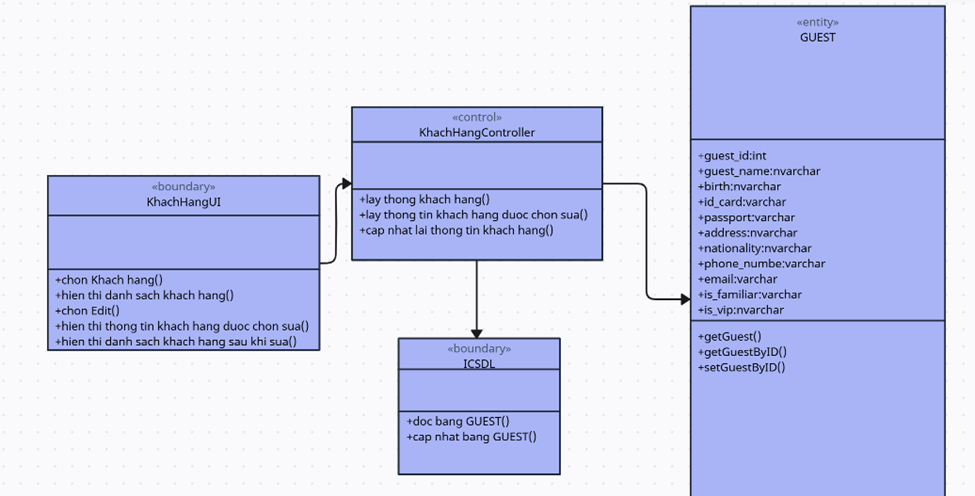 «boundary»
KhachHangUI
+chon Khach hang()
+hien thi danh sach khach hang()
+chon Edit()
+hien thi thong tin khach hang duoc chon sua()
+hien thi danh sach khach hang sau khi sua()
«control»
KhachHangController
+lay thong khach hang()
+lay thong tin khach hang duoc chon sua()
+cap nhat lai thong tin khach hang()
«boundary»
ICSDL
+doc bang GUEST()
+cap nhat bang GUEST()
«entity»
GUEST
+guest_id:int
+guest_name:nvarchar
+birth:nvarchar
+id_card:varchar
+passport:varchar
+address:nvarchar
+nationality:nvarchar
+phone_numbe:varchar
+email:varchar
+is_familiar:varchar
+is_vip:nvarchar
+getGuest()
+getGuestByID()
+setGuestByID()